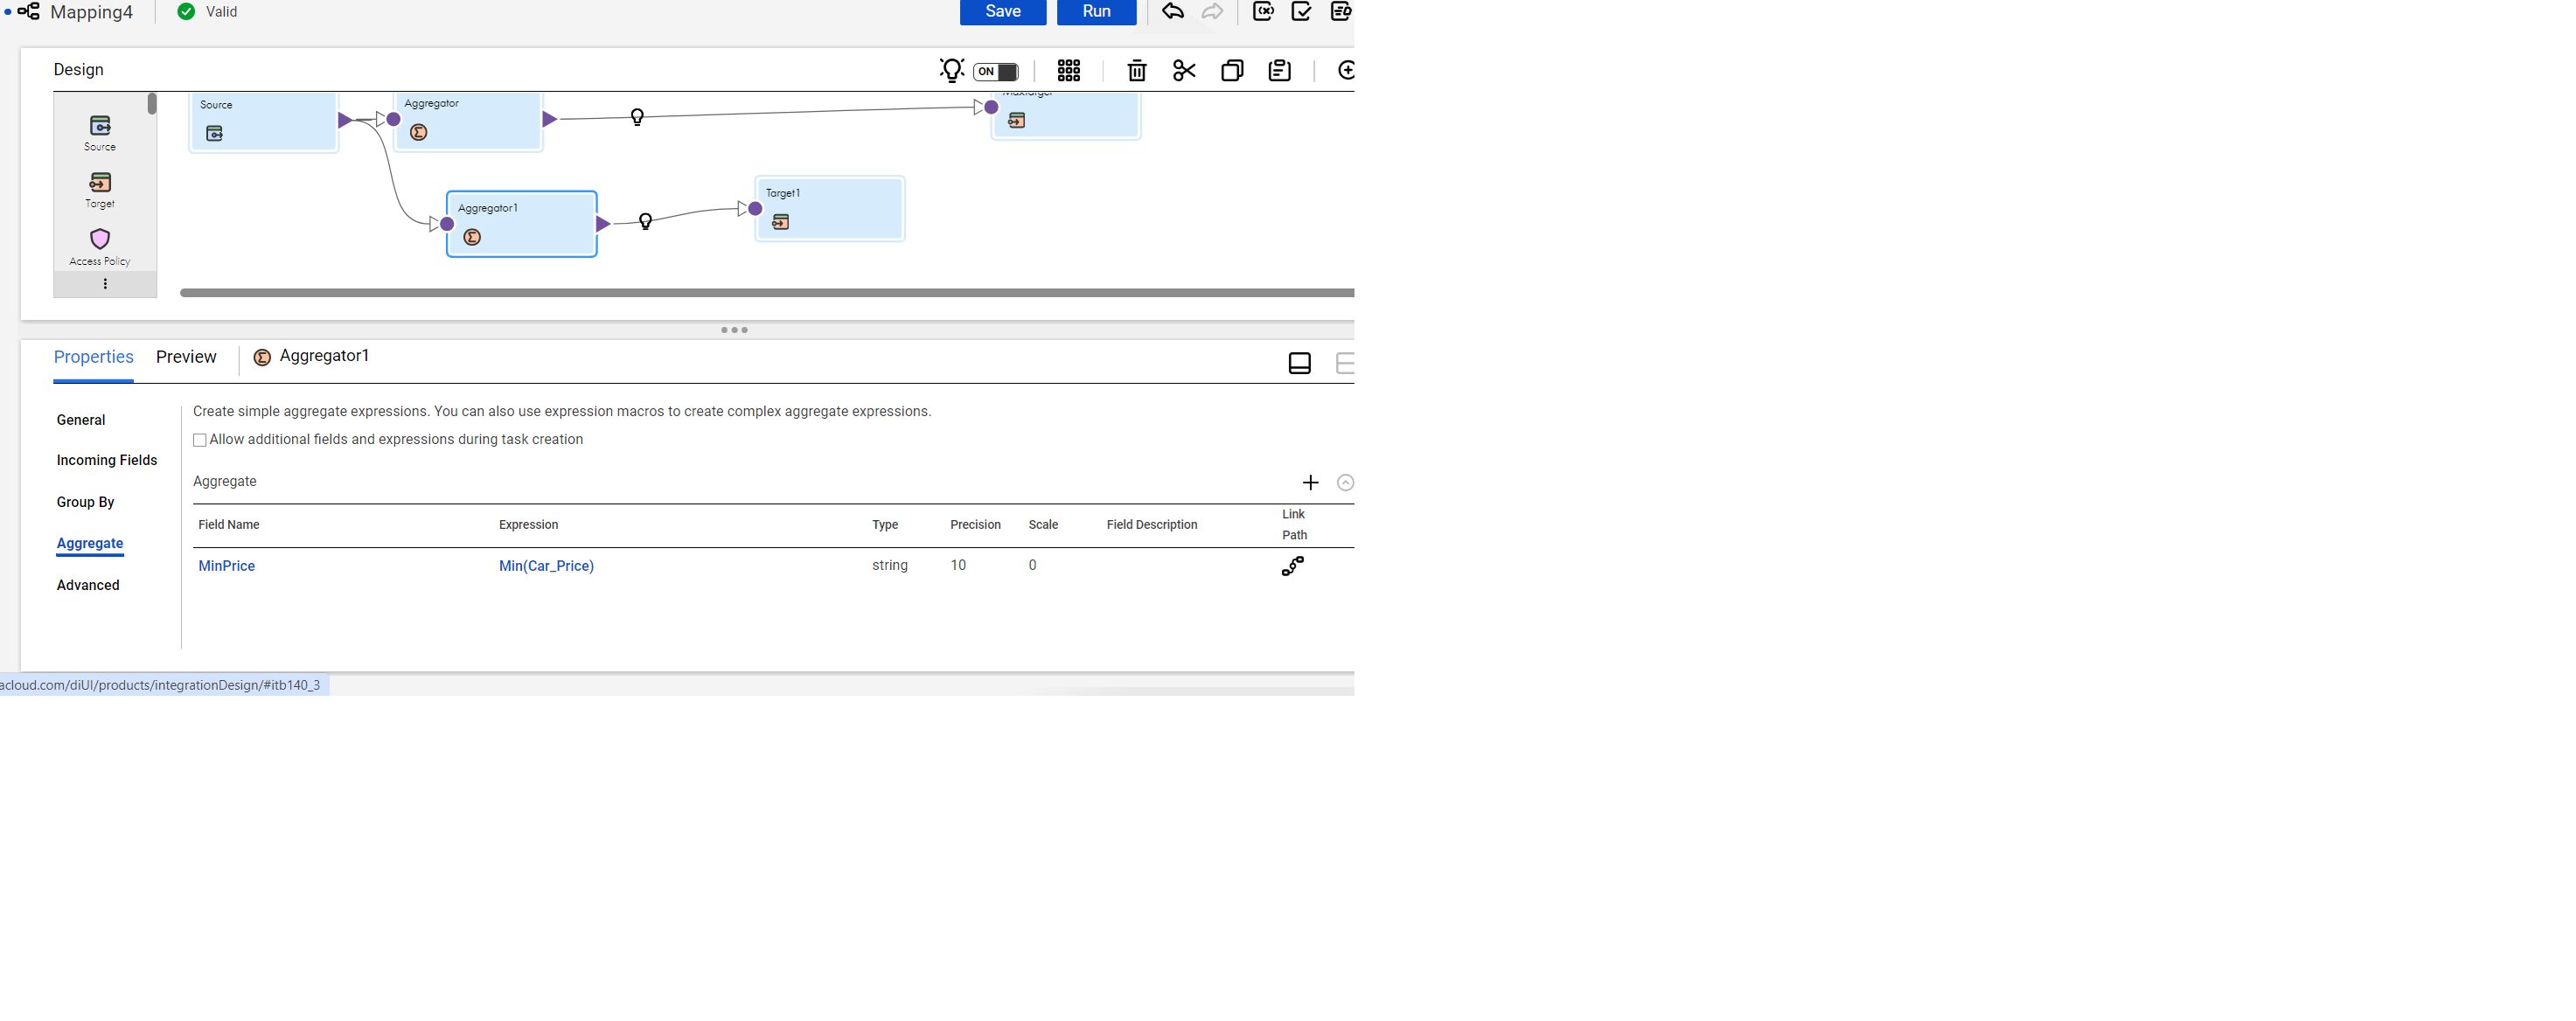 Mapping4
Valid
Save
Run
Design
ON
Source
Aggregator
MaxTarget
Source
Target
Target1
Aggregator1
Access Policy
Properties
Preview
Aggregator1
Create simple aggregate expressions. You can also use expression macros to create complex aggregate expressions.
General
Allow additional fields and expressions during task creation
Incoming Fields
Aggregate
Group By
Field Name Expression Type Precision Scale Field Description Link Path
Aggregate
MinPrice Min(Car_Price) string 10 0
Advanced
acloud.com/diUI/products/integrationDesign/#itb140_3